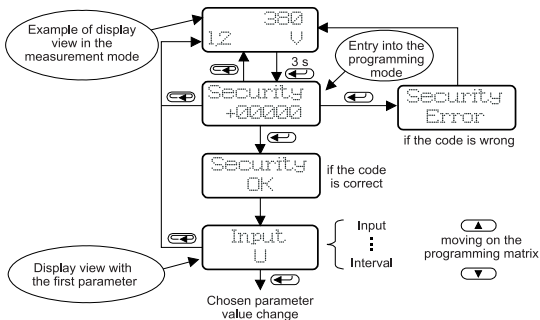 Example of display
view in the
measurement mode
380
1,2 V
3 s
Entry into the
programming
mode
Security
+00000
Security
Error
if the code is wrong
Security
OK
if the code
is correct
Input
U
Input
Interval
moving on the
programming matrix
Display view with
the first parameter
Chosen parameter
value change